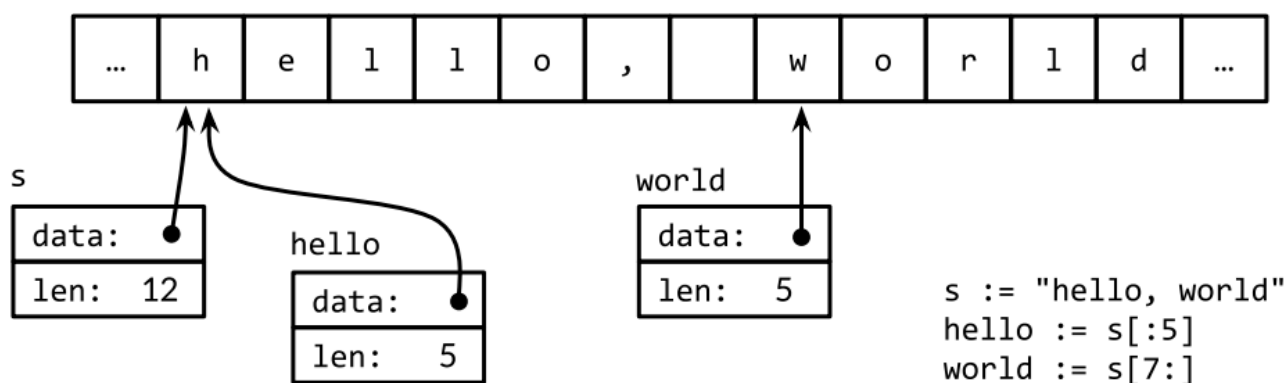 … h e l l o , w o r l d …
s
data:
len: 12
hello
data:
len: 5
world
data:
len: 5
s := "hello, world"
hello := s[:5]
world := s[7:]